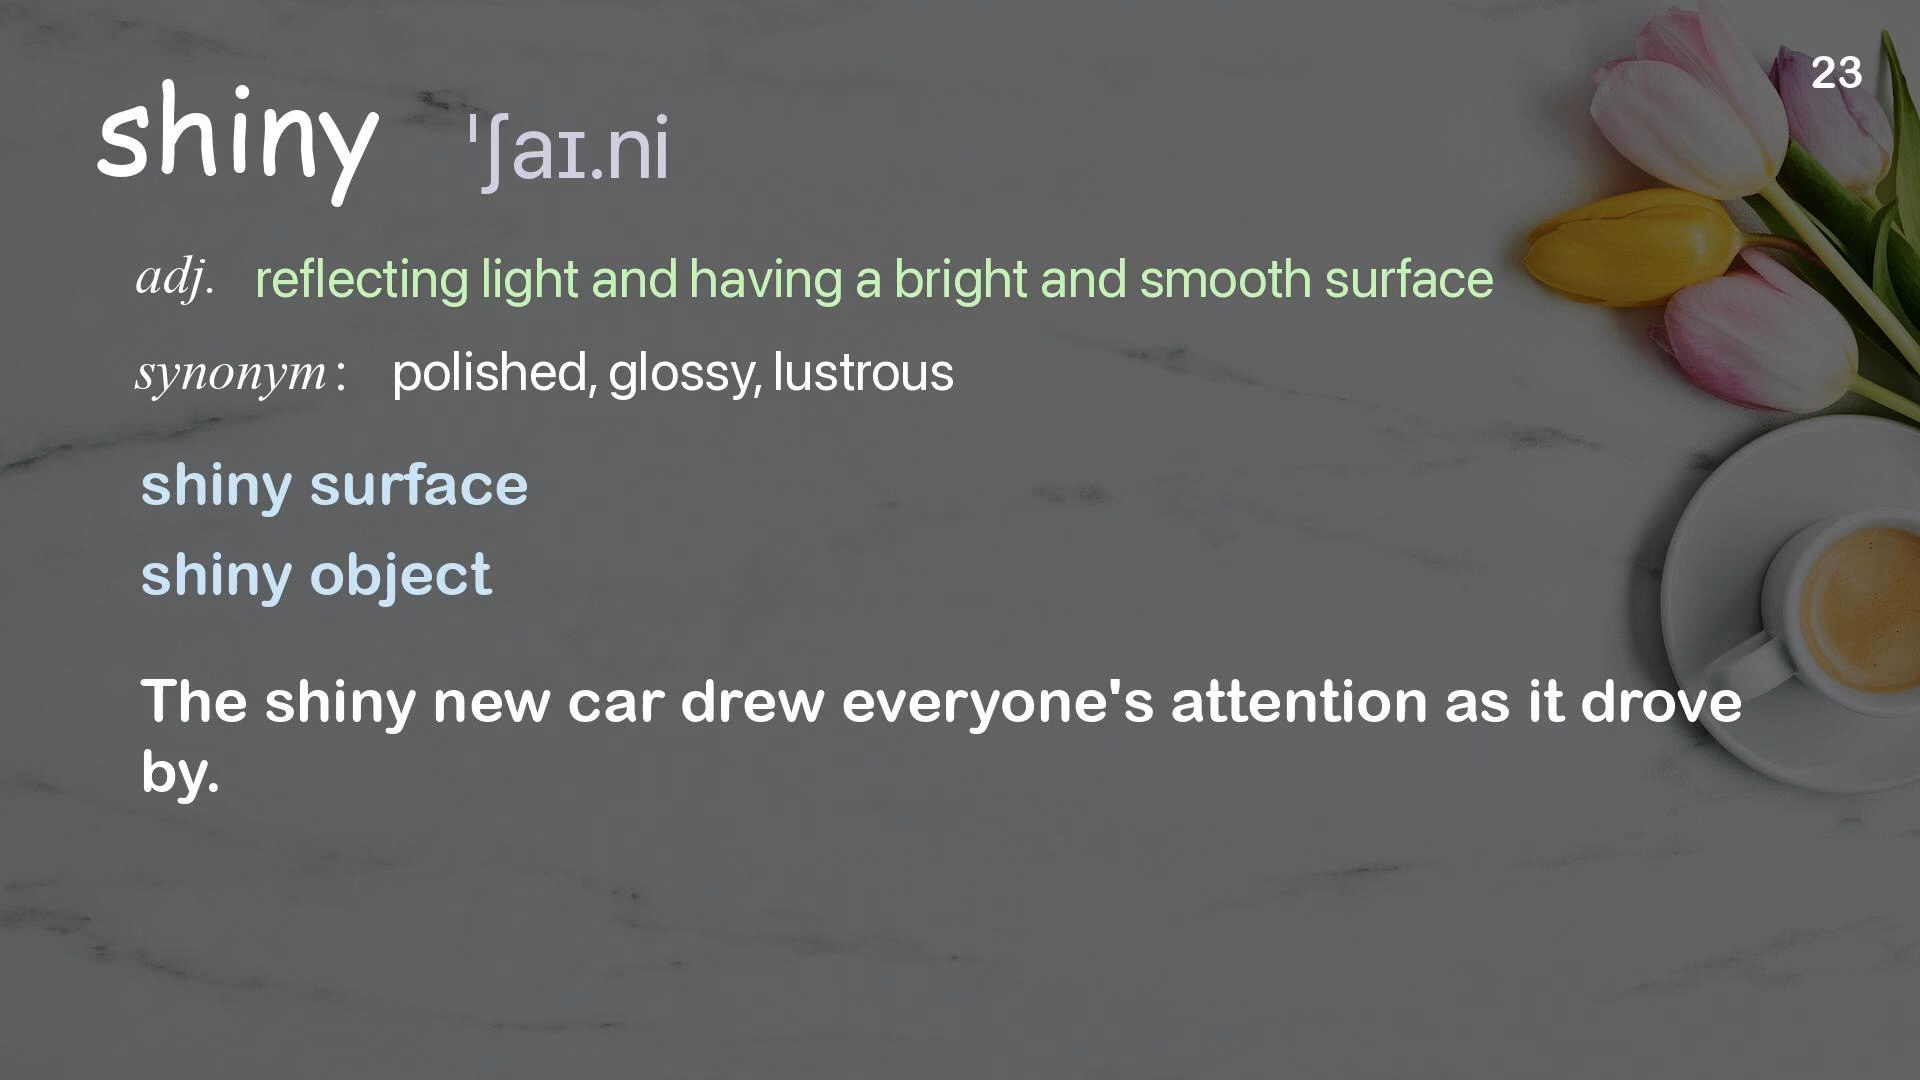 23
shiny ˈʃaɪ.ni
adj. reflecting light and having a bright and smooth surface
synonym: polished, glossy, lustrous
shiny surface
shiny object
The shiny new car drew everyone's attention as it drove
by.